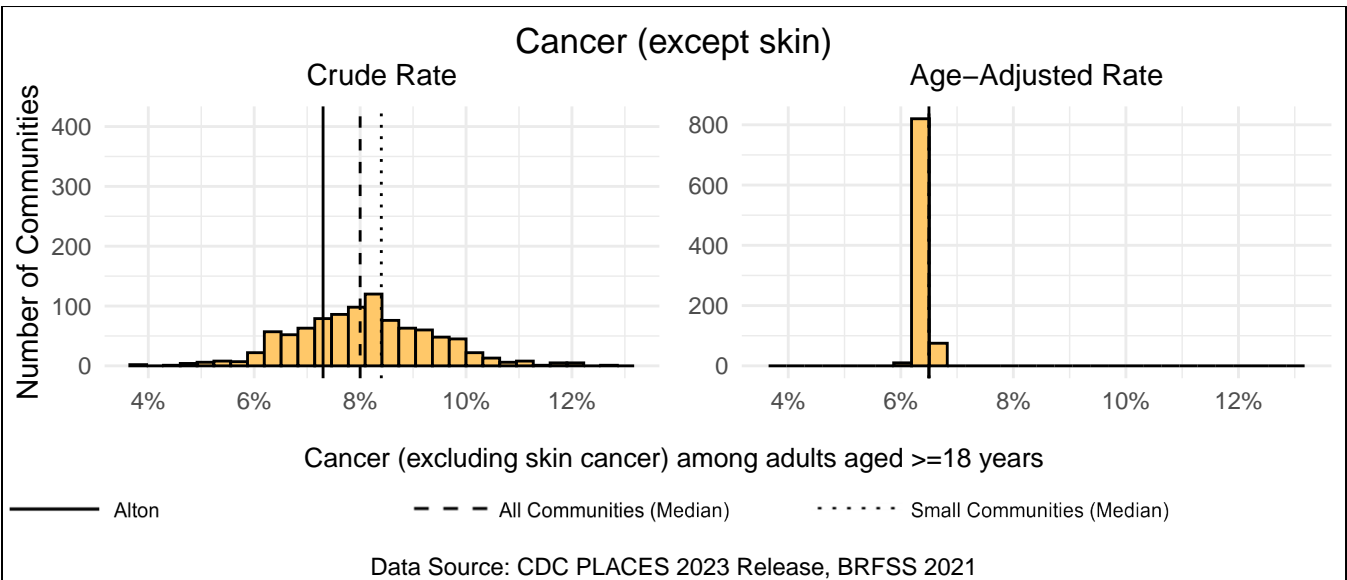 Cancer (except skin)
Crude Rate
Age−Adjusted Rate
Number of Communities
400
300
200
100
0
4%
6%
8%
10%
12%
800
600
400
200
0
4%
6%
8%
10%
12%
Cancer (excluding skin cancer) among adults aged >=18 years
Alton
All Communities (Median)
Small Communities (Median)
Data Source: CDC PLACES 2023 Release, BRFSS 2021